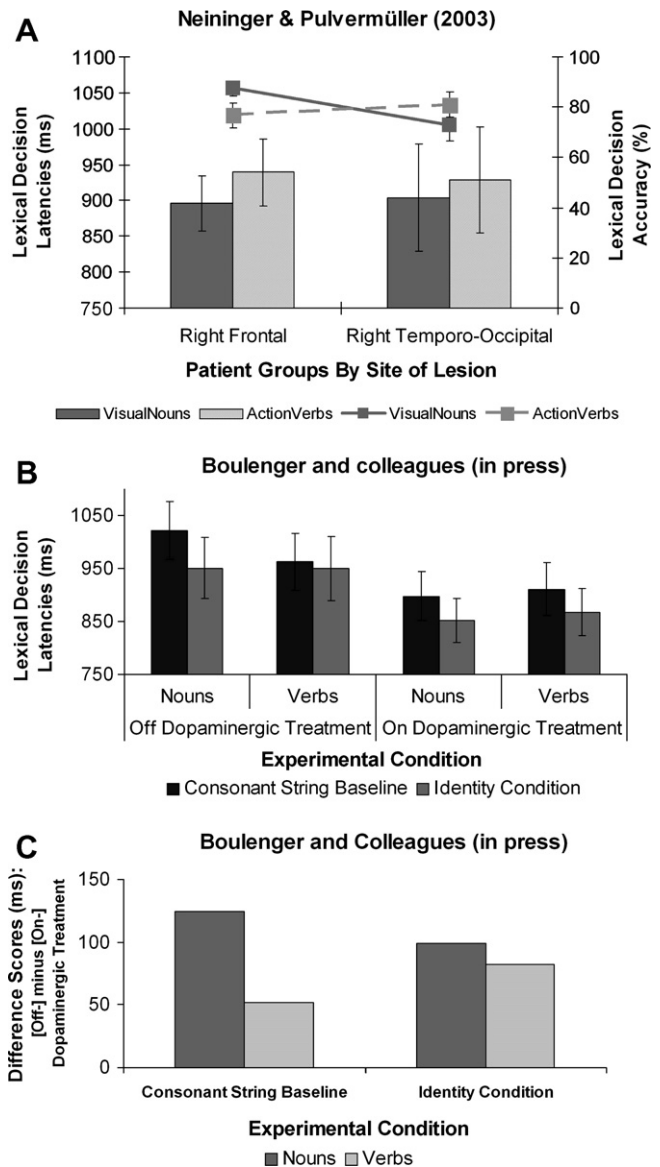 A
Neininger & Pulvermüller (2003)
Lexical Decision
Latencies (ms)
1100
1050
1000
950
900
850
800
750
100
80
60
40
20
0
Lexical Decision
Accuracy (%)
Right Frontal
Right Temporo-Occipital
Patient Groups By Site of Lesion
VisualNouns ActionVerbs VisualNouns ActionVerbs
B
Boulenger and colleagues (in press)
Lexical Decision
Latencies (ms)
1050
950
850
750
Nouns Verbs Nouns Verbs
Off Dopaminergic Treatment On Dopaminergic Treatment
Experimental Condition
Consonant String Baseline Identity Condition
C
Boulenger and Colleagues (in press)
Difference Scores (ms):
[Off-] minus [On-]
Dopaminergic Treatment
150
100
50
0
Consonant String Baseline Identity Condition
Experimental Condition
Nouns Verbs